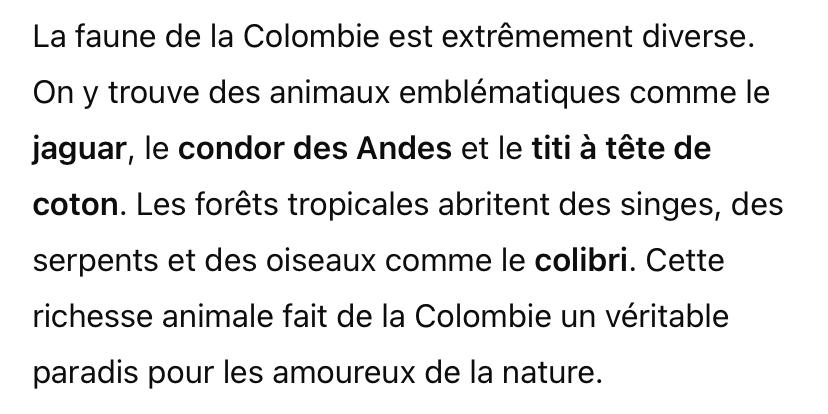 La faune de la Colombie est extrêmement diverse.
On y trouve des animaux emblématiques comme le
jaguar, le condor des Andes et le titi à tête de
coton. Les forêts tropicales abritent des singes, des
serpents et des oiseaux comme le colibri. Cette
richesse animale fait de la Colombie un véritable
paradis pour les amoureux de la nature.